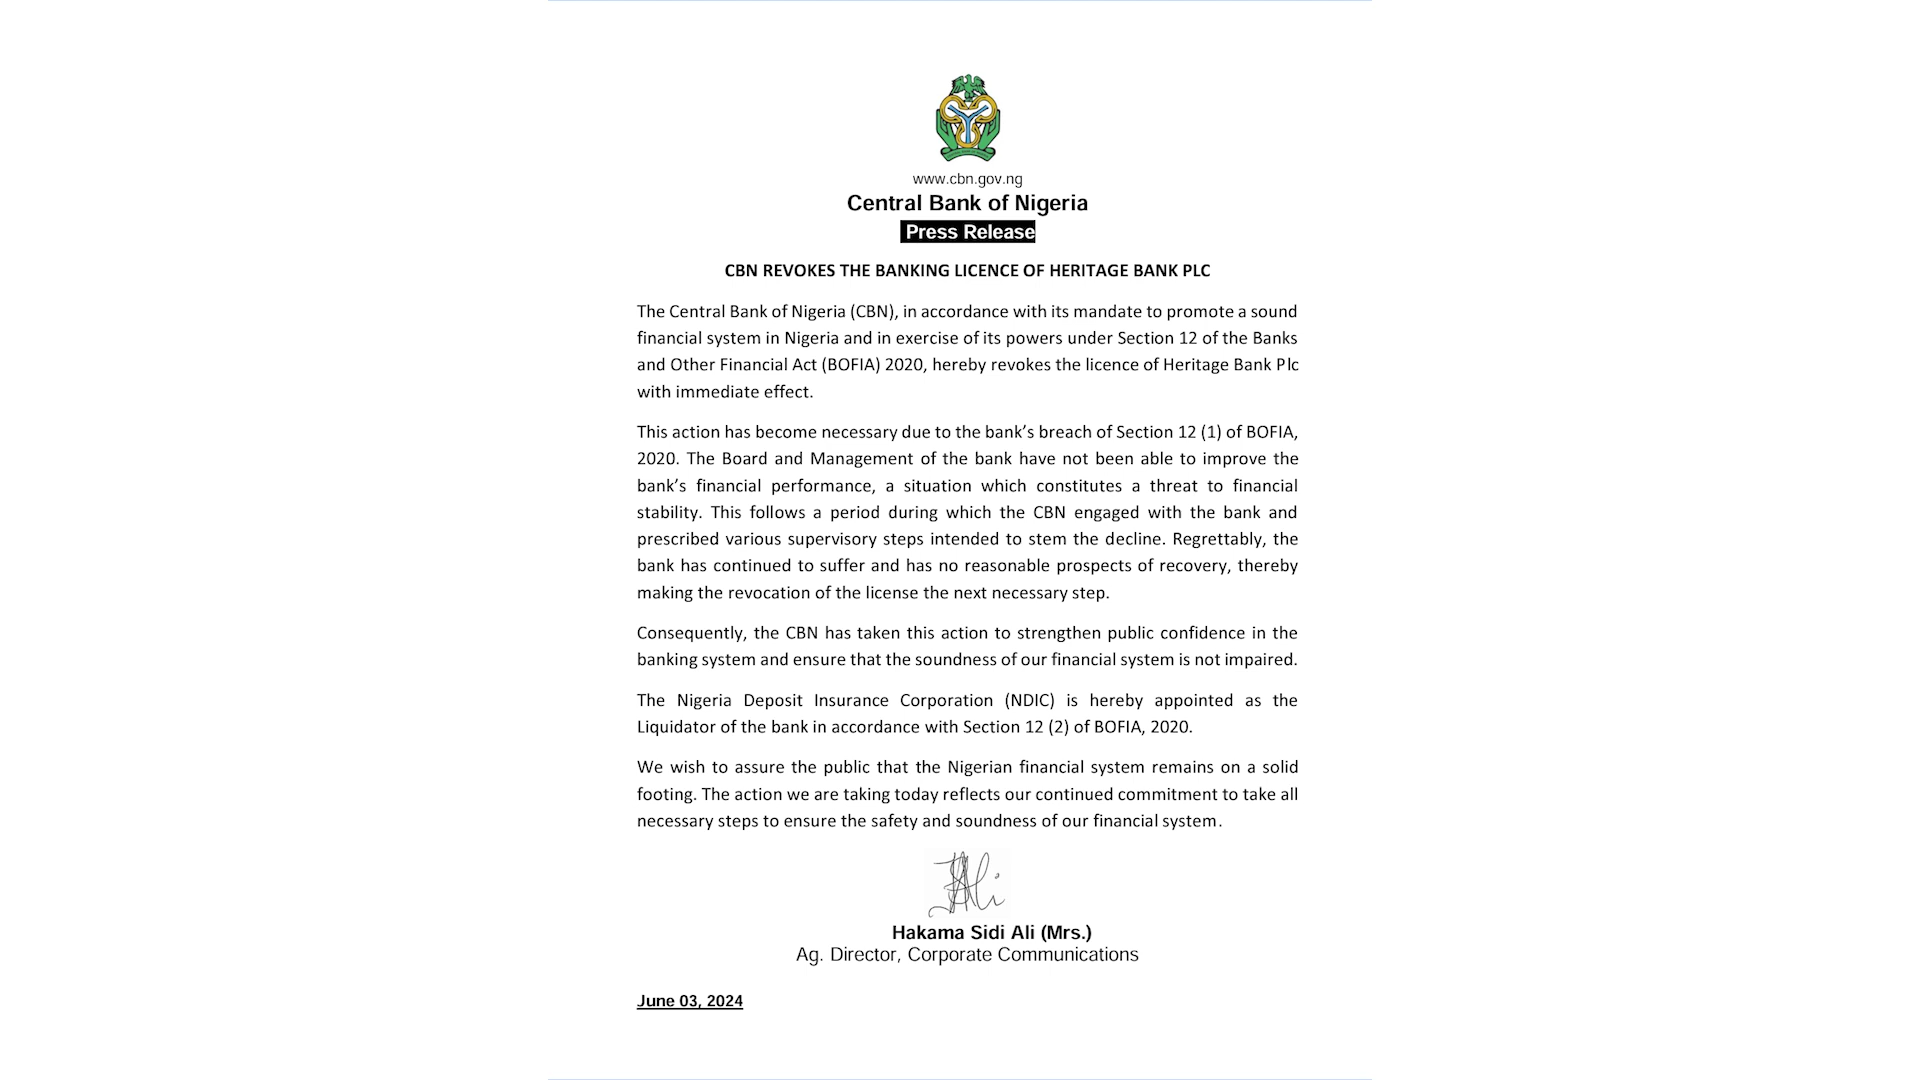 www.cbn.gov.ng
Central Bank of Nigeria
Press Release
CBN REVOKES THE BANKING LICENCE OF HERITAGE BANK PLC
The Central Bank of Nigeria (CBN), in accordance with its mandate to promote a sound
financial system in Nigeria and in exercise of its powers under Section 12 of the Banks
and Other Financial Act (BOFIA) 2020, hereby revokes the licence of Heritage Bank Plc
with immediate effect.
This action has become necessary due to the bank’s breach of Section 12 (1) of BOFIA,
2020. The Board and Management of the bank have not been able to improve the
bank’s financial performance, a situation which constitutes a threat to financial
stability. This follows a period during which the CBN engaged with the bank and
prescribed various supervisory steps intended to stem the decline. Regrettably, the
bank has continued to suffer and has no reasonable prospects of recovery, thereby
making the revocation of the license the next necessary step.
Consequently, the CBN has taken this action to strengthen public confidence in the
banking system and ensure that the soundness of our financial system is not impaired.
The Nigeria Deposit Insurance Corporation (NDIC) is hereby appointed as the
Liquidator of the bank in accordance with Section 12 (2) of BOFIA, 2020.
We wish to assure the public that the Nigerian financial system remains on a solid
footing. The action we are taking today reflects our continued commitment to take all
necessary steps to ensure the safety and soundness of our financial system.
Hakama Sidi Ali (Mrs.)
Ag. Director, Corporate Communications
June 03, 2024